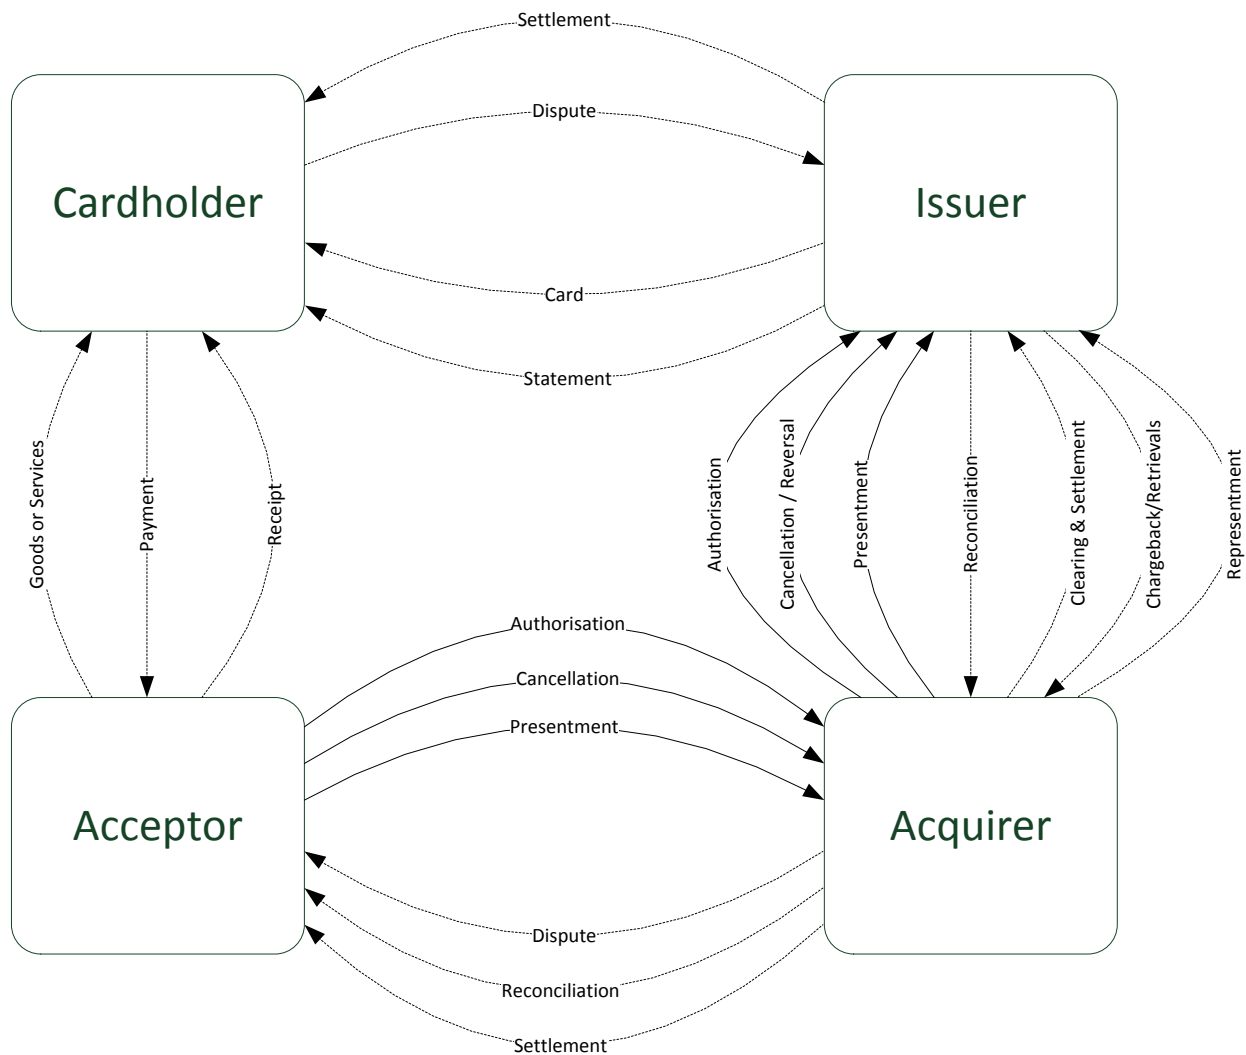 Settlement
Dispute
Cardholder
Issuer
Card
Statement
Goods or Services
Payment
Receipt
Authorisation
Cancellation / Reversal
Presentment
Reconciliation
Clearing & Settlement
Chargeback/Retrievals
Representment
Authorisation
Cancellation
Presentment
Acceptor
Acquirer
Dispute
Reconciliation
Settlement